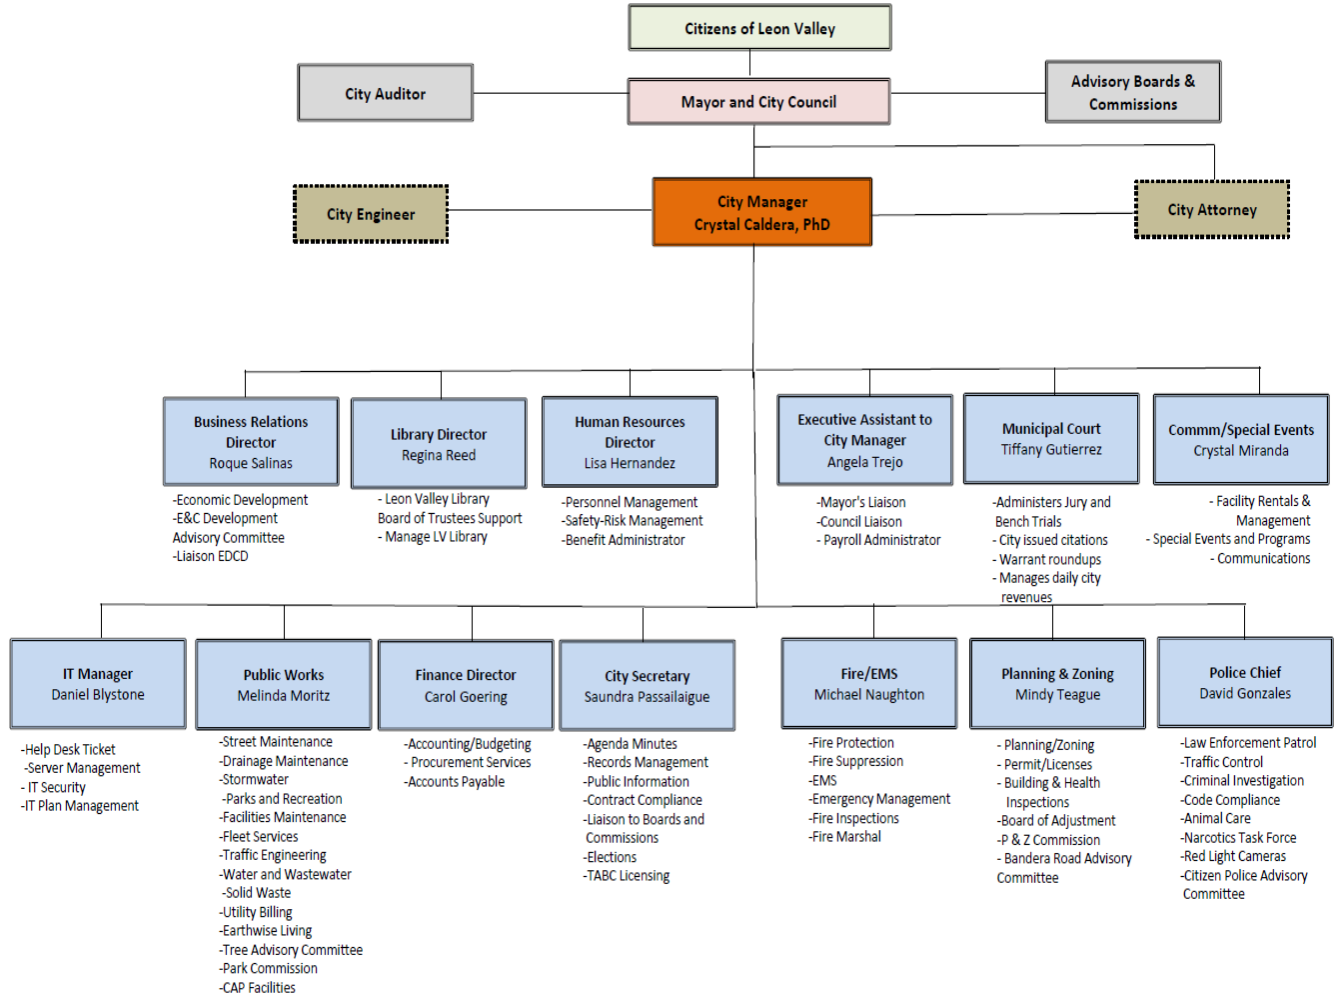 Citizens of Leon Valley
City Auditor
Mayor and City Council
Advisory Boards &
Commissions
City Engineer
City Manager
Crystal Caldera, PhD
City Attorney
Business Relations
Director
Roque Salinas
-Economic Development
-E&C Development
Advisory Committee
-Liaison EDCD
Library Director
Regina Reed
- Leon Valley Library
Board of Trustees Support
- Manage LV Library
Human Resources
Director
Lisa Hernandez
-Personnel Management
-Safety-Risk Management
-Benefit Administrator
Executive Assistant to
City Manager
Angela Trejo
-Mayor's Liaison
-Council Liaison
- Payroll Administrator
Municipal Court
Tiffany Gutierrez
-Administers Jury and
Bench Trials
- City issued citations
- Warrant roundups
- Manages daily city
revenues
Commm/Special Events
Crystal Miranda
- Facility Rentals &
Management
- Special Events and Programs
- Communications
IT Manager
Daniel Blystone
-Help Desk Ticket
-Server Management
- IT Security
-IT Plan Management
Public Works
Melinda Moritz
-Street Maintenance
-Drainage Maintenance
-Stormwater
-Parks and Recreation
-Facilities Maintenance
-Fleet Services
-Traffic Engineering
-Water and Wastewater
-Solid Waste
-Utility Billing
-Earthwise Living
-Tree Advisory Committee
-Park Commission
-CAP Facilities
Finance Director
Carol Goering
-Accounting/Budgeting
- Procurement Services
-Accounts Payable
City Secretary
Saundra Passailaigue
-Agenda Minutes
-Records Management
-Public Information
-Contract Compliance
-Liaison to Boards and
Commissions
-Elections
-TABC Licensing
Fire/EMS
Michael Naughton
-Fire Protection
-Fire Suppression
-EMS
-Emergency Management
-Fire Inspections
-Fire Marshal
Planning & Zoning
Mindy Teague
- Planning/Zoning
- Permit/Licenses
- Building & Health
Inspections
-Board of Adjustment
-P & Z Commission
- Bandera Road Advisory
Committee
Police Chief
David Gonzales
-Law Enforcement Patrol
-Traffic Control
-Criminal Investigation
-Code Compliance
-Animal Care
-Narcotics Task Force
-Red Light Cameras
-Citizen Police Advisory
Committee